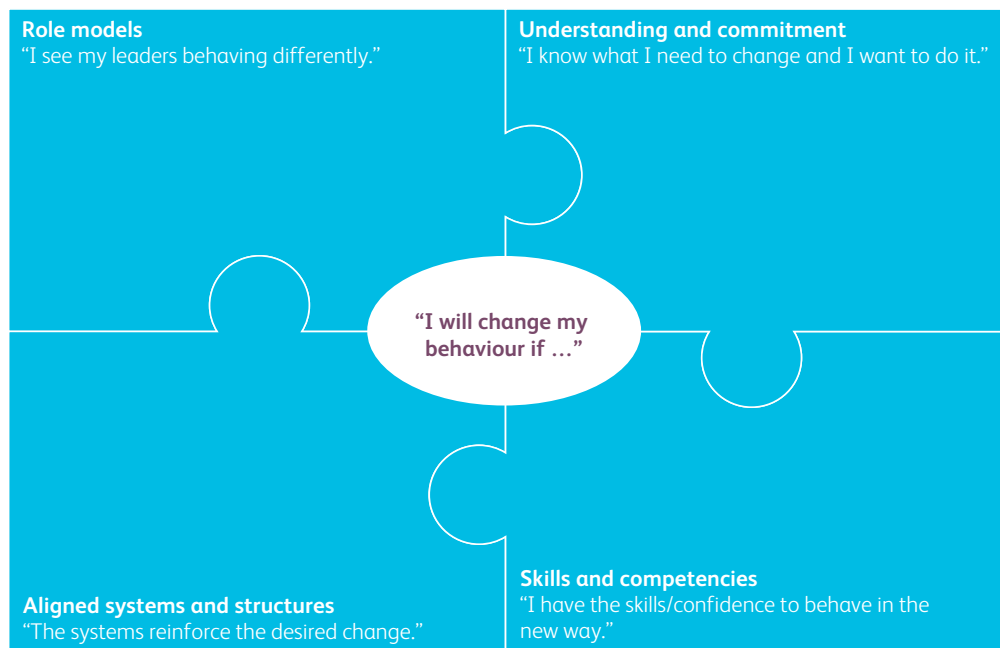 Role models
“I see my leaders behaving differently.”
Understanding and commitment
“I know what I need to change and I want to do it.”
“I will change my
behaviour if …”
Aligned systems and structures
“The systems reinforce the desired change.”
Skills and competencies
“I have the skills/confidence to behave in the
new way.”